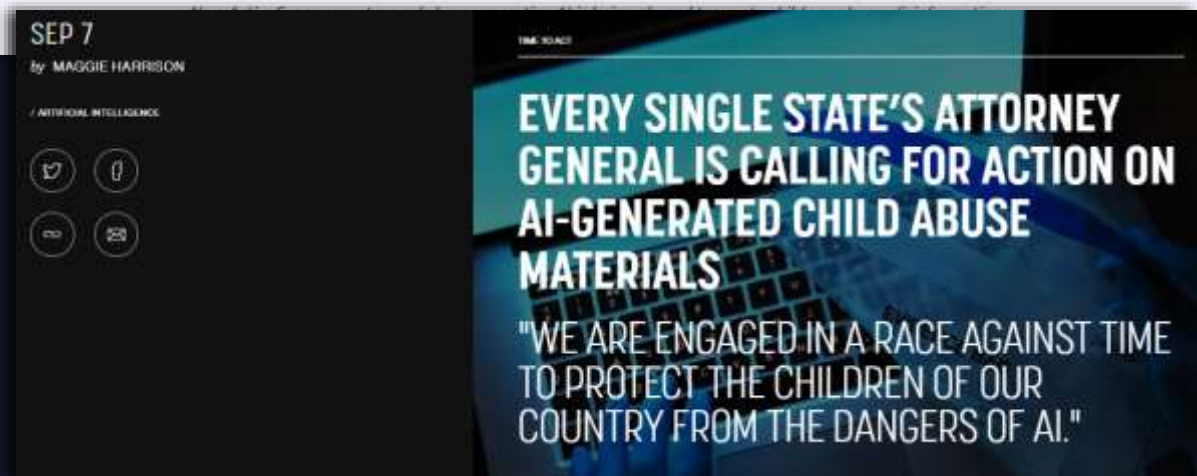 SEP 7
by MAGGIE HARRISON
/ ARTIFICIAL INTELLIGENCE
TIME TO ACT
EVERY SINGLE STATE'S ATTORNEY
GENERAL IS CALLING FOR ACTION ON
AI-GENERATED CHILD ABUSE
MATERIALS
"WE ARE ENGAGED IN A RACE AGAINST TIME
TO PROTECT THE CHILDREN OF OUR
COUNTRY FROM THE DANGERS OF AI."